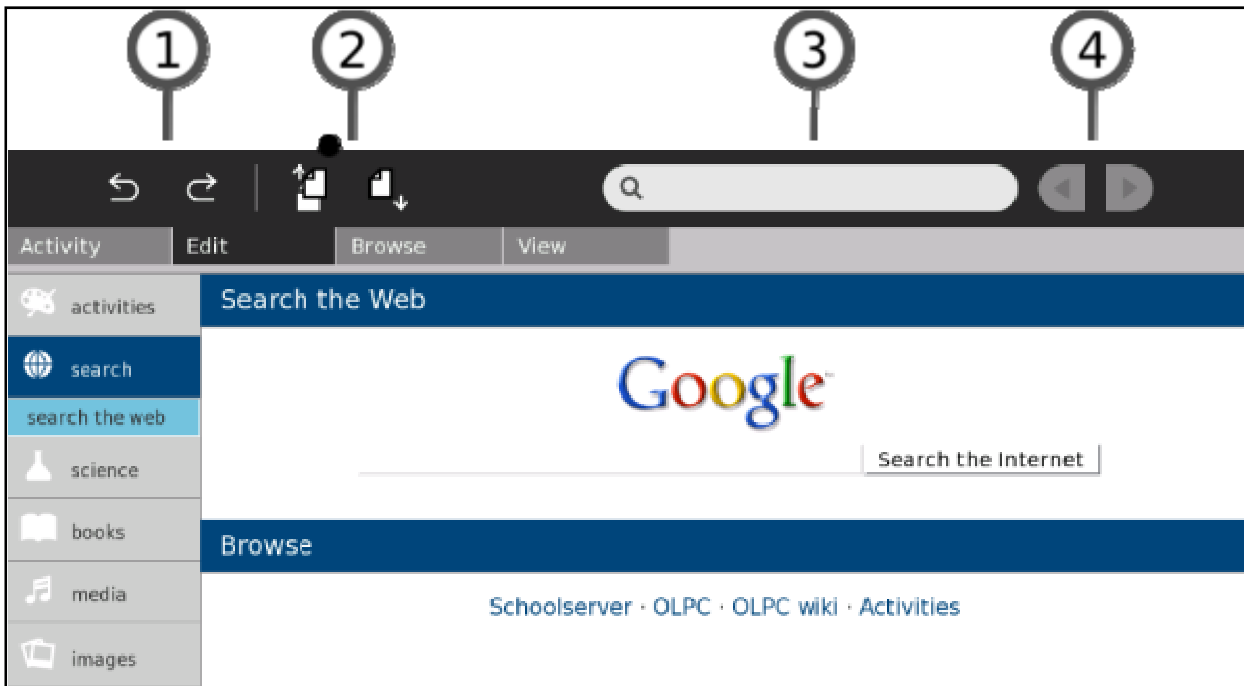 1 2 3 4
Activity Edit Browse View
activities
Search the Web
search
Google
search the web
Search the Internet
science
books
Browse
media
Schoolserver · OLPC · OLPC wiki · Activities
images